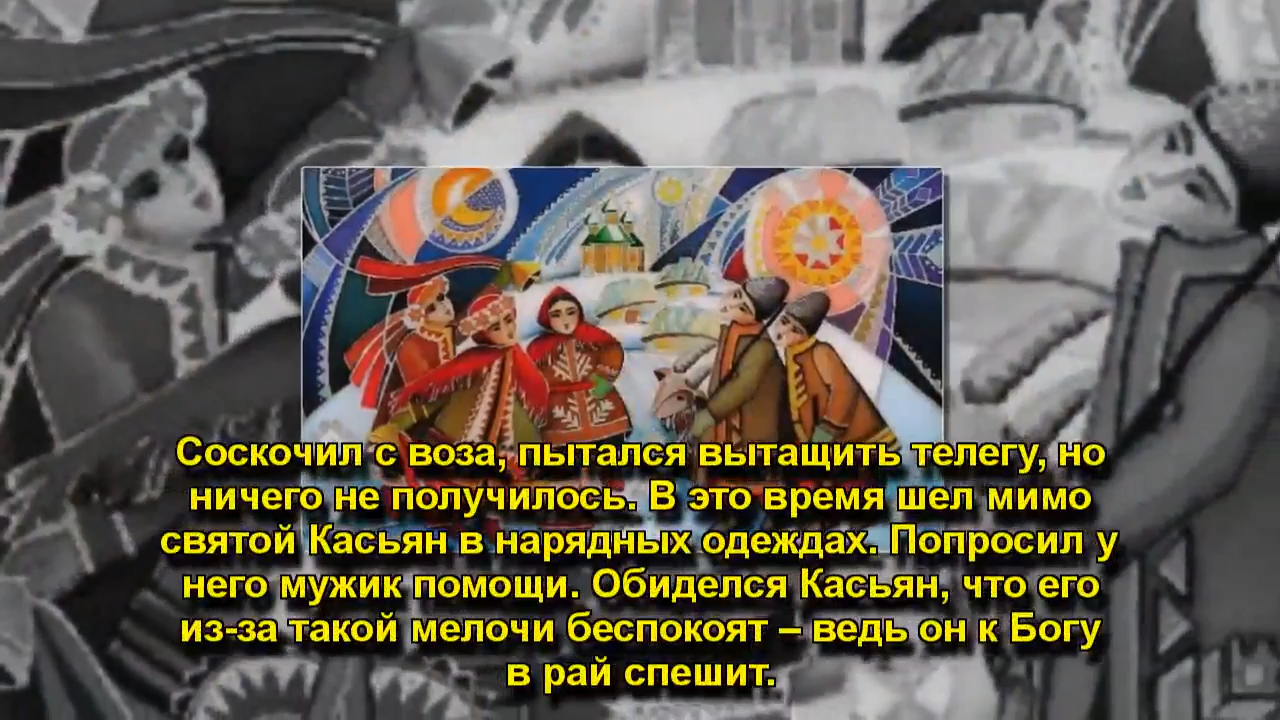 Соскочил с воза, пытался вытащить телегу, но
ничего не получилось. В это время шел мимо
святой Касьян в нарядных одеждах. Попросил у
него мужик помощи. Обиделся Касьян, что его
из-за такой мелочи беспокоят – ведь он к Богу
в рай спешит.